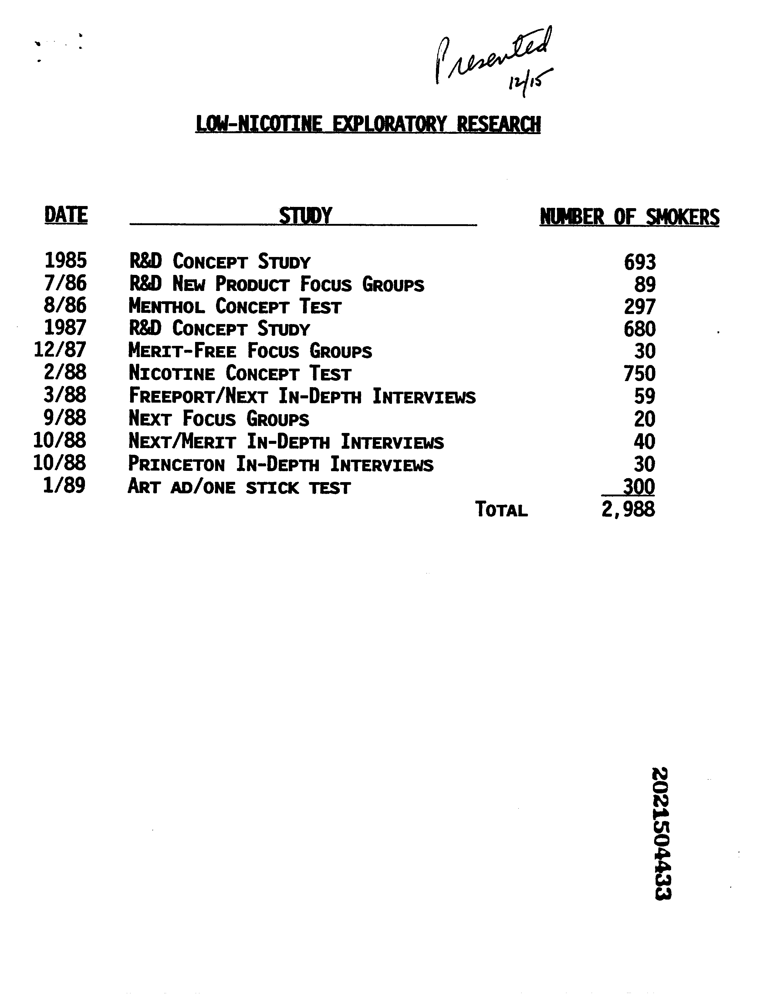 Presented
12/15
LOW-NICOTINE EXPLORATORY RESEARCH
DATE STUDY NUMBER OF SMOKERS
1985 R&D CONCEPT STUDY 693
7/86 R&D NEW PRODUCT FOCUS GROUPS 89
8/86 MENTHOL CONCEPT TEST 297
1987 R&D CONCEPT STUDY 680
12/87 MERIT-FREE FOCUS GROUPS 30
2/88 NICOTINE CONCEPT TEST 750
3/88 FREEPORT/NEXT IN-DEPTH INTERVIEWS 59
9/88 NEXT FOCUS GROUPS 20
10/88 NEXT/MERIT IN-DEPTH INTERVIEWS 40
10/88 PRINCETON IN-DEPTH INTERVIEWS 30
1/89 ART AD/ONE STICK TEST 300
TOTAL 2,988
2021504433